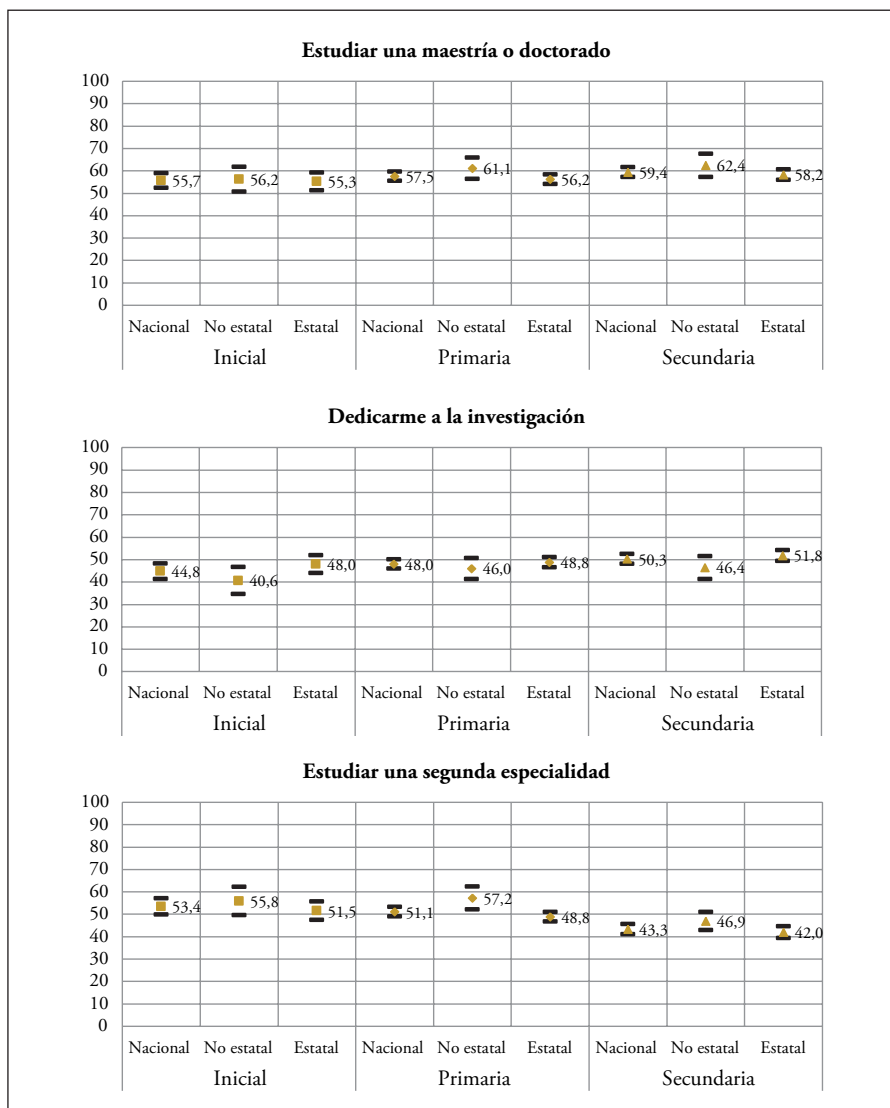 Estudiar una maestría o doctorado
100
90
80
70
60
50
40
30
20
10
0
55,7 56,2 55,3 57,5 61,1 56,2 59,4 62,4 58,2
Nacional No estatal Estatal Nacional No estatal Estatal Nacional No estatal Estatal
Inicial Primaria Secundaria
Dedicarme a la investigación
100
90
80
70
60
50
40
30
20
10
0
44,8 40,6 48,0 48,0 46,0 48,8 50,3 46,4 51,8
Nacional No estatal Estatal Nacional No estatal Estatal Nacional No estatal Estatal
Inicial Primaria Secundaria
Estudiar una segunda especialidad
100
90
80
70
60
50
40
30
20
10
0
53,4 55,8 51,5 51,1 57,2 48,8 43,3 46,9 42,0
Nacional No estatal Estatal Nacional No estatal Estatal Nacional No estatal Estatal
Inicial Primaria Secundaria